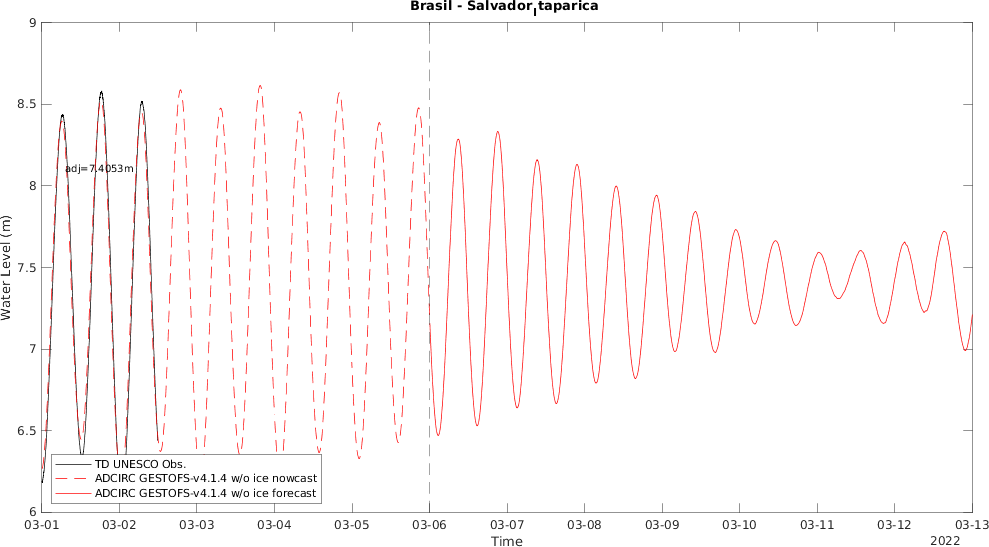 Brasil - Salvador Itaparica
9
8.5
8
7.5
7
6.5
6
Water Level (m)
adj=7.4053m
TD UNESCO Obs.
ADCIRC GESTOFS-v4.1.4 w/o ice nowcast
ADCIRC GESTOFS-v4.1.4 w/o ice forecast
03-01 03-02 03-03 03-04 03-05 03-06 03-07 03-08 03-09 03-10 03-11 03-12 03-13
Time
2022